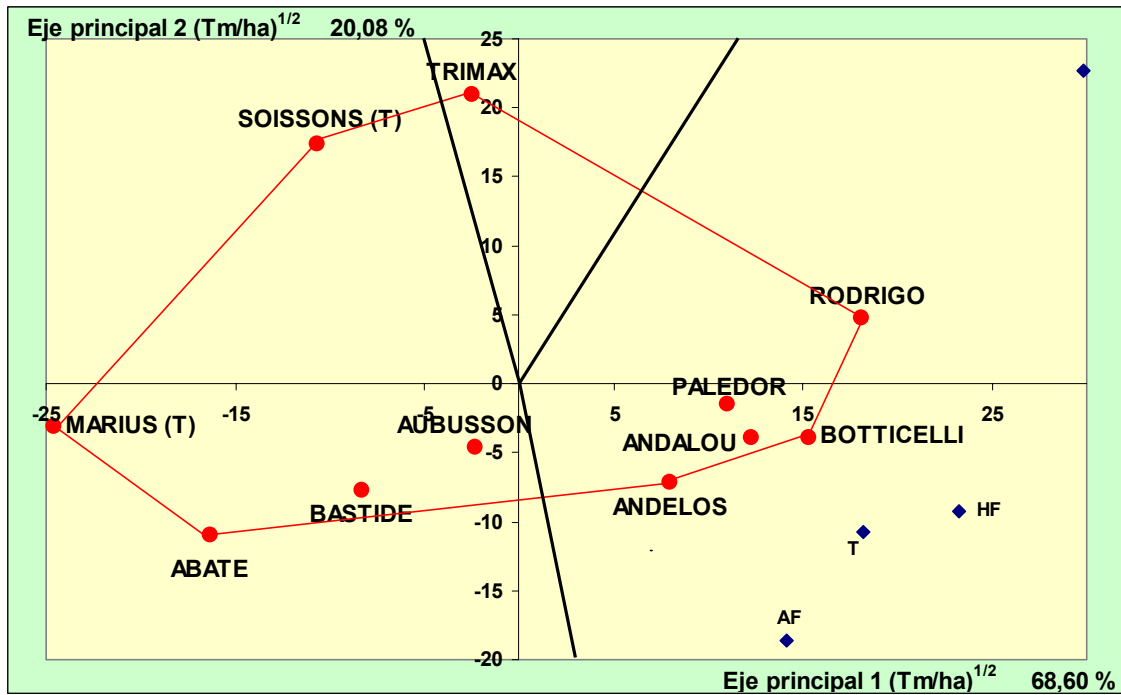 Eje principal 2 (Tm/ha)1/2 20,08 %
25
TRIMAX
20
SOISSONS (T)
15
10
RODRIGO
5
0
PALEDOR
-25 -15 -5 5 15 25
MARIUS (T)
AUBUSSON
ANDALOU
BOTTICELLI
-5
BASTIDE
ANDELOS
HF
-10
T
ABATE
-15
AF
-20
Eje principal 1 (Tm/ha)1/2 68,60 %